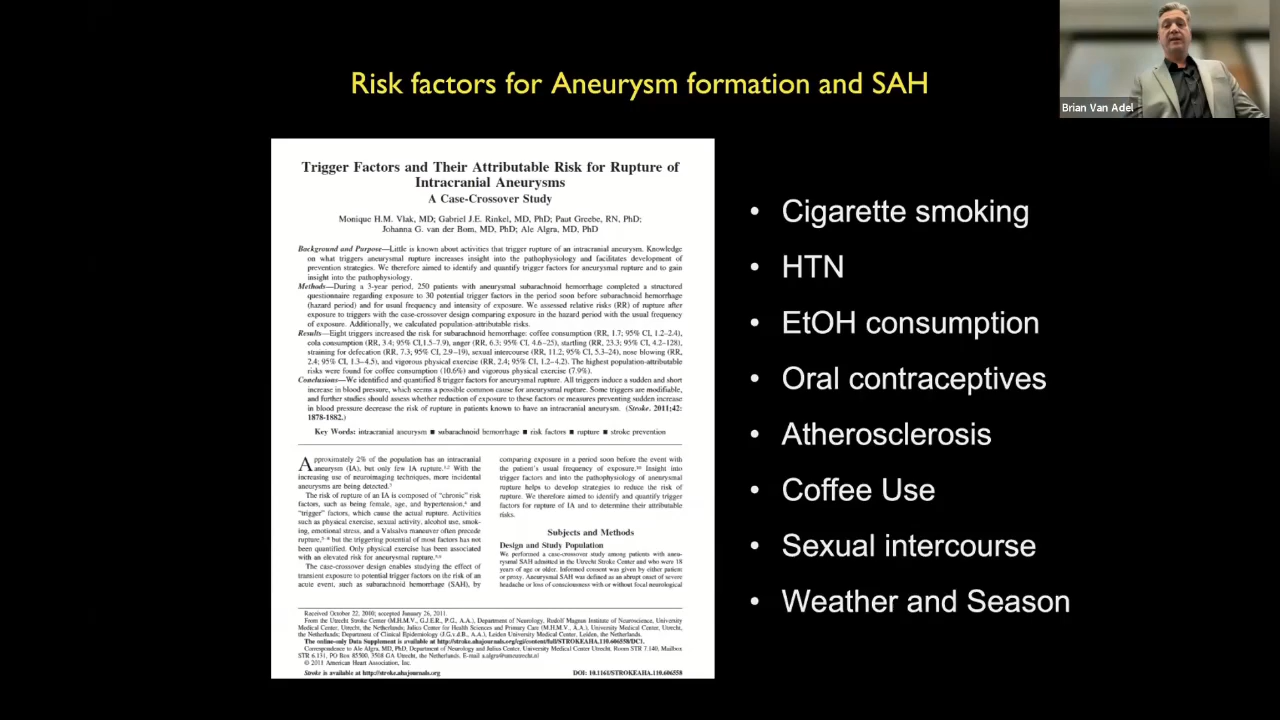 Risk factors for Aneurysm formation and SAH
Brian Van Adel
Trigger Factors and Their Attributable Risk for Rupture of
Intracranial Aneurysms
A Case-Crossover Study
Monique H.M. Vlak, MD; Gabriel J.E. Rinkel, MD, PhD; Paut Greebe, RN, PhD;
Johanna G. van der Bom, MD, PhD; Ale Algra, MD, PhD
Background and Purpose—Little is known about activities that trigger rupture of an intracranial aneurysm. Knowledge
on what triggers aneurysmal rupture increases insight into the pathophysiology and facilitates development of
prevention strategies. We therefore aimed to identify and quantify trigger factors for aneurysmal rupture and to gain
insight into the pathophysiology.
Methods—During a 3-year period, 250 patients with aneurysmal subarachnoid hemorrhage completed a structured
questionnaire regarding exposure to 30 potential trigger factors in the period soon before subarachnoid hemorrhage
(hazard period) and for usual frequency and intensity of exposure. We assessed relative risks (RR) of rupture after
exposure to triggers with the case-crossover design comparing exposure in the hazard period with the usual frequency
of exposure. Additionally, we calculated population-attributable risks.
Results—Eight triggers increased the risk for subarachnoid hemorrhage: coffee consumption (RR, 1.7; 95% CI, 1.2–2.4),
cola consumption (RR, 3.4; 95% CI,1.5–7.9), anger (RR, 6.3; 95% CI, 4.6–25), startling (RR, 23.3; 95% CI, 4.2–128),
straining for defecation (RR, 7.3; 95% CI, 2.9–19), sexual intercourse (RR, 11.2; 95% CI, 5.3–24), nose blowing (RR,
2.4; 95% CI, 1.3–4.5), and vigorous physical exercise (RR, 2.4; 95% CI, 1.2–4.2). The highest population-attributable
risks were found for coffee consumption (10.6%) and vigorous physical exercise (7.9%).
Conclusions—We identified and quantified 8 trigger factors for aneurysmal rupture. All triggers induce a sudden and short
increase in blood pressure, which seems a possible common cause for aneurysmal rupture. Some triggers are modifiable,
and further studies should assess whether reduction of exposure to these factors or measures preventing sudden increase
in blood pressure decrease the risk of rupture in patients known to have an intracranial aneurysm. (Stroke. 2011;42:
1878-1882.)
Key Words: intracranial aneurysm ■ subarachnoid hemorrhage ■ risk factors ■ rupture ■ stroke prevention
Approximately 2% of the population has an intracranial
aneurysm (IA), but only few IA rupture.1,2 With the
increasing use of neuroimaging techniques, more incidental
aneurysms are being detected.3
The risk of rupture of an IA is composed of “chronic” risk
factors, such as being female, age, and hypertension,4 and
“trigger” factors, which cause the actual rupture. Activities
such as physical exercise, sexual activity, alcohol use, smok-
ing, emotional stress, and a Valsalva maneuver often precede
rupture, but the triggering potential of most factors has not
been quantified. Only physical exercise has been associated
with an elevated risk for aneurysmal rupture.
The case-crossover design enables studying the effect of
transient exposure to potential trigger factors on the risk of an
acute event, such as subarachnoid hemorrhage (SAH), by
comparing exposure in a period soon before the event with
the patient's usual frequency of exposure. Insight into
trigger factors and into the pathophysiology of aneurysmal
rupture helps to develop strategies to reduce the risk of
rupture. We therefore aimed to identify and quantify trigger
factors for rupture of IA and to determine their attributable
risks.
Subjects and Methods
Design and Study Population
We performed a case-crossover study among patients with aneu-
rysmal SAH admitted in the Utrecht Stroke Center and who were 18
years of age or older. Informed consent was given by either patient
or proxy. Aneurysmal SAH was defined as an abrupt onset of severe
headache or loss of consciousness with or without focal neurological
Received October 22, 2010; accepted January 26, 2011.
From the Utrecht Stroke Center (M.H.M.V., G.J.E.R., P.G., A.A.), Department of Neurology, Rudolf Magnus Institute of Neuroscience, University
Medical Center, Utrecht, the Netherlands; Julius Center for Health Sciences and Primary Care (M.H.M.V., A.A.), University Medical Center, Utrecht,
the Netherlands; Department of Clinical Epidemiology (J.G.v.d.B., A.A.), Leiden University Medical Center, Leiden, the Netherlands.
The online-only Data Supplement is available at http://stroke.ahajournals.org/cgi/content/full/STROKEAHA.110.606558/DC1.
Correspondence to Ale Algra, MD, PhD, Department of Neurology and Julius Center, University Medical Center Utrecht, Room STR 7.140, Mailbox
STR 6.131, PO Box 85500, 3508 GA Utrecht, the Netherlands. E-mail a.algra@umcutrecht.nl
© 2011 American Heart Association, Inc.
Stroke is available at http://stroke.ahajournals.org
DOI: 10.1161/STROKEAHA.110.606558
• Cigarette smoking
• HTN
• EtOH consumption
• Oral contraceptives
• Atherosclerosis
• Coffee Use
• Sexual intercourse
• Weather and Season